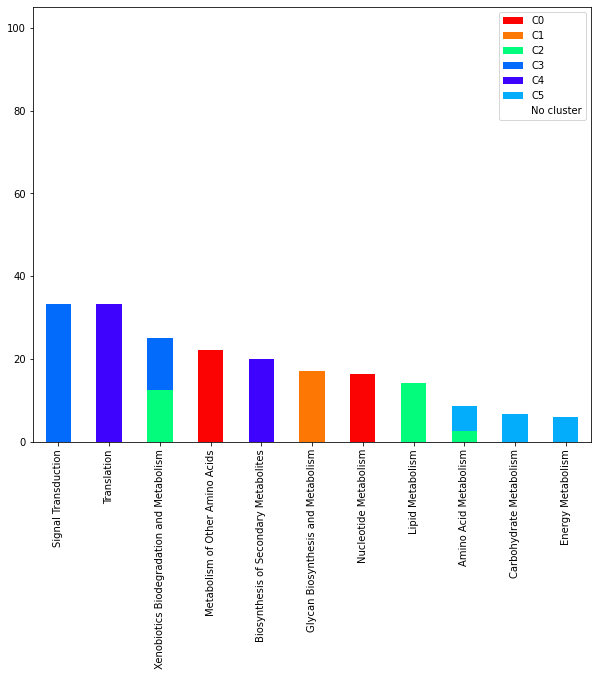 100
80
60
40
20
0
C0
C1
C2
C3
C4
C5
No cluster
Signal Transduction
Translation
Xenobiotics Biodegradation and Metabolism
Metabolism of Other Amino Acids
Biosynthesis of Secondary Metabolites
Glycan Biosynthesis and Metabolism
Nucleotide Metabolism
Lipid Metabolism
Amino Acid Metabolism
Carbohydrate Metabolism
Energy Metabolism